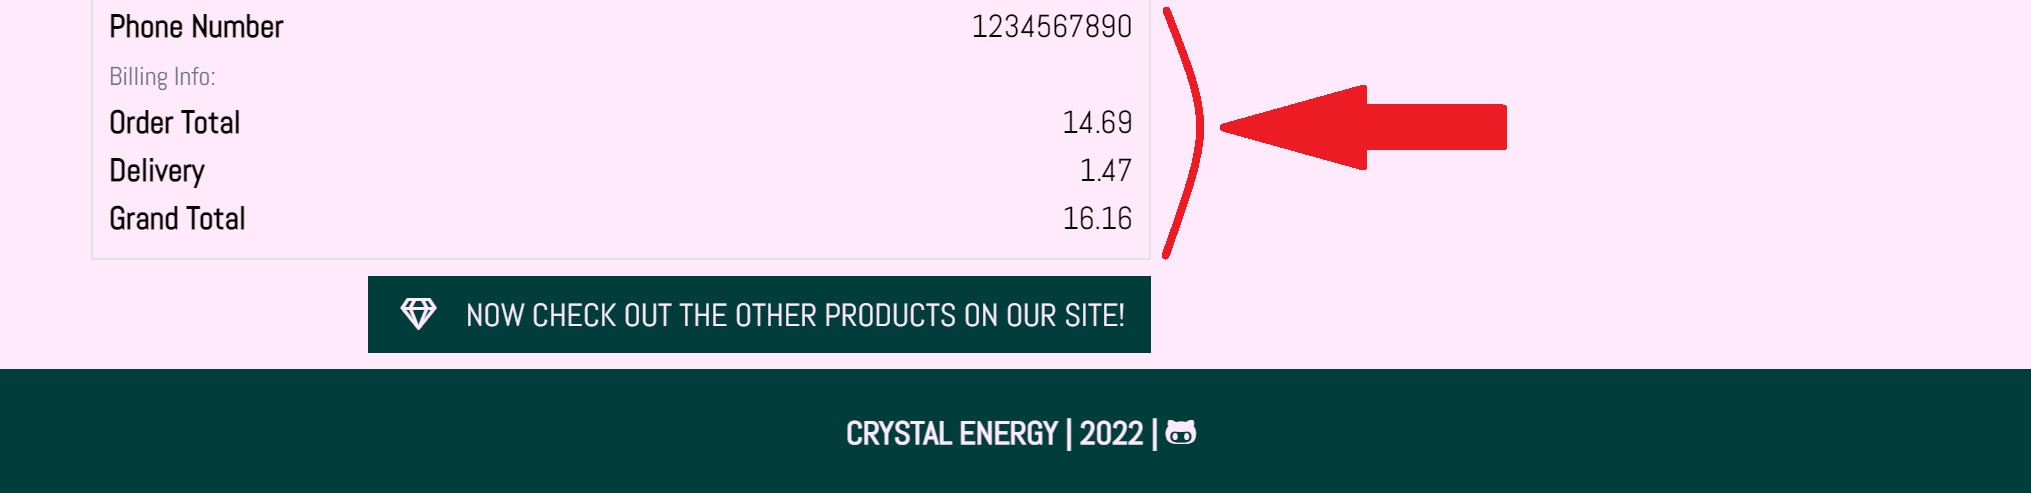 Phone Number 1234567890
Billing Info:
Order Total 14.69
Delivery 1.47
Grand Total 16.16
NOW CHECK OUT THE OTHER PRODUCTS ON OUR SITE!
CRYSTAL ENERGY | 2022 |